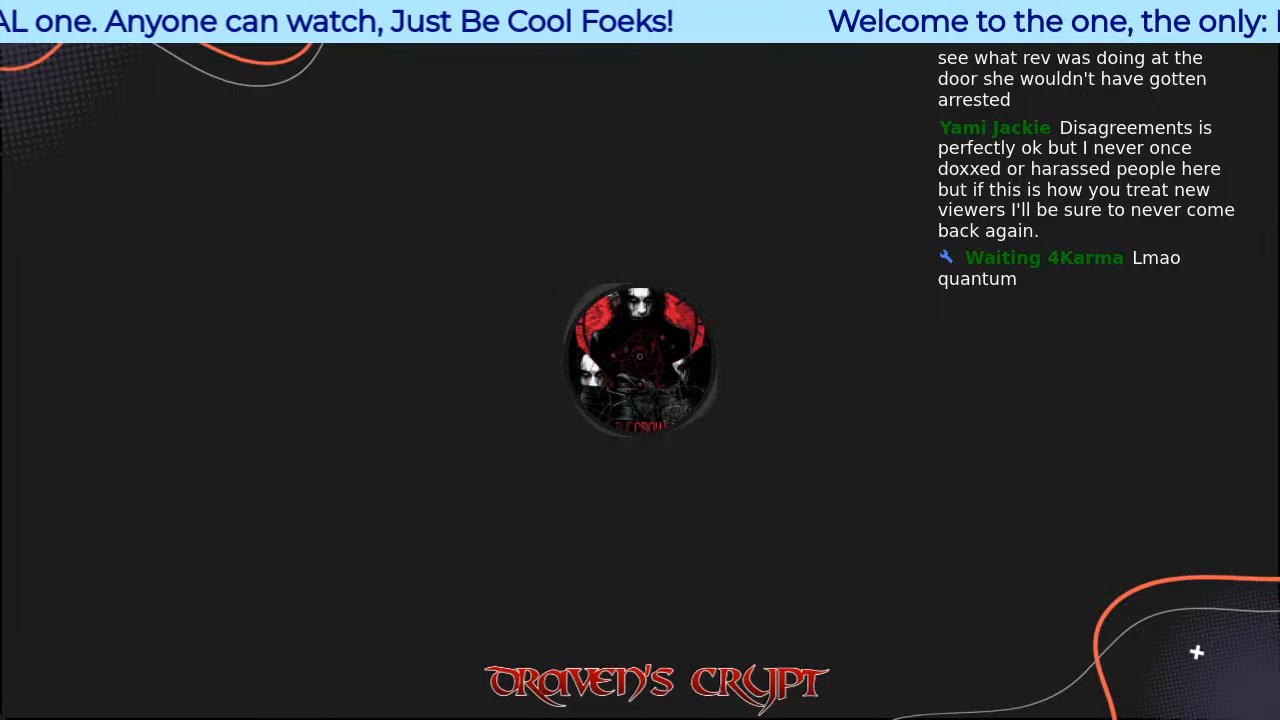 AL one. Anyone can watch, Just Be Cool Foeks!
Welcome to the one, the only:
see what rev was doing at the
door she wouldn't have gotten
arrested
Yami Jackie Disagreements is
perfectly ok but I never once
doxxed or harassed people here
but if this is how you treat new
viewers I'll be sure to never come
back again.
Waiting 4Karma Lmao
quantum
THE CROW
DRAVEN'S CRYPT